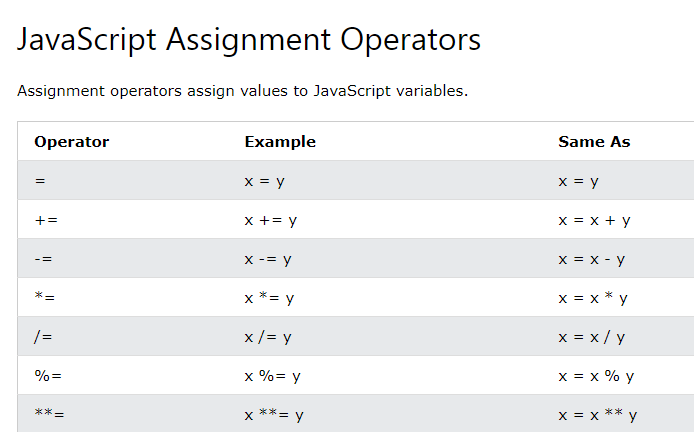 JavaScript Assignment Operators
Assignment operators assign values to JavaScript variables.
Operator Example Same As
= x = y x = y
+= x += y x = x + y
-= x -= y x = x - y
*= x *= y x = x * y
/= x /= y x = x / y
%= x %= y x = x % y
**= x **= y x = x ** y